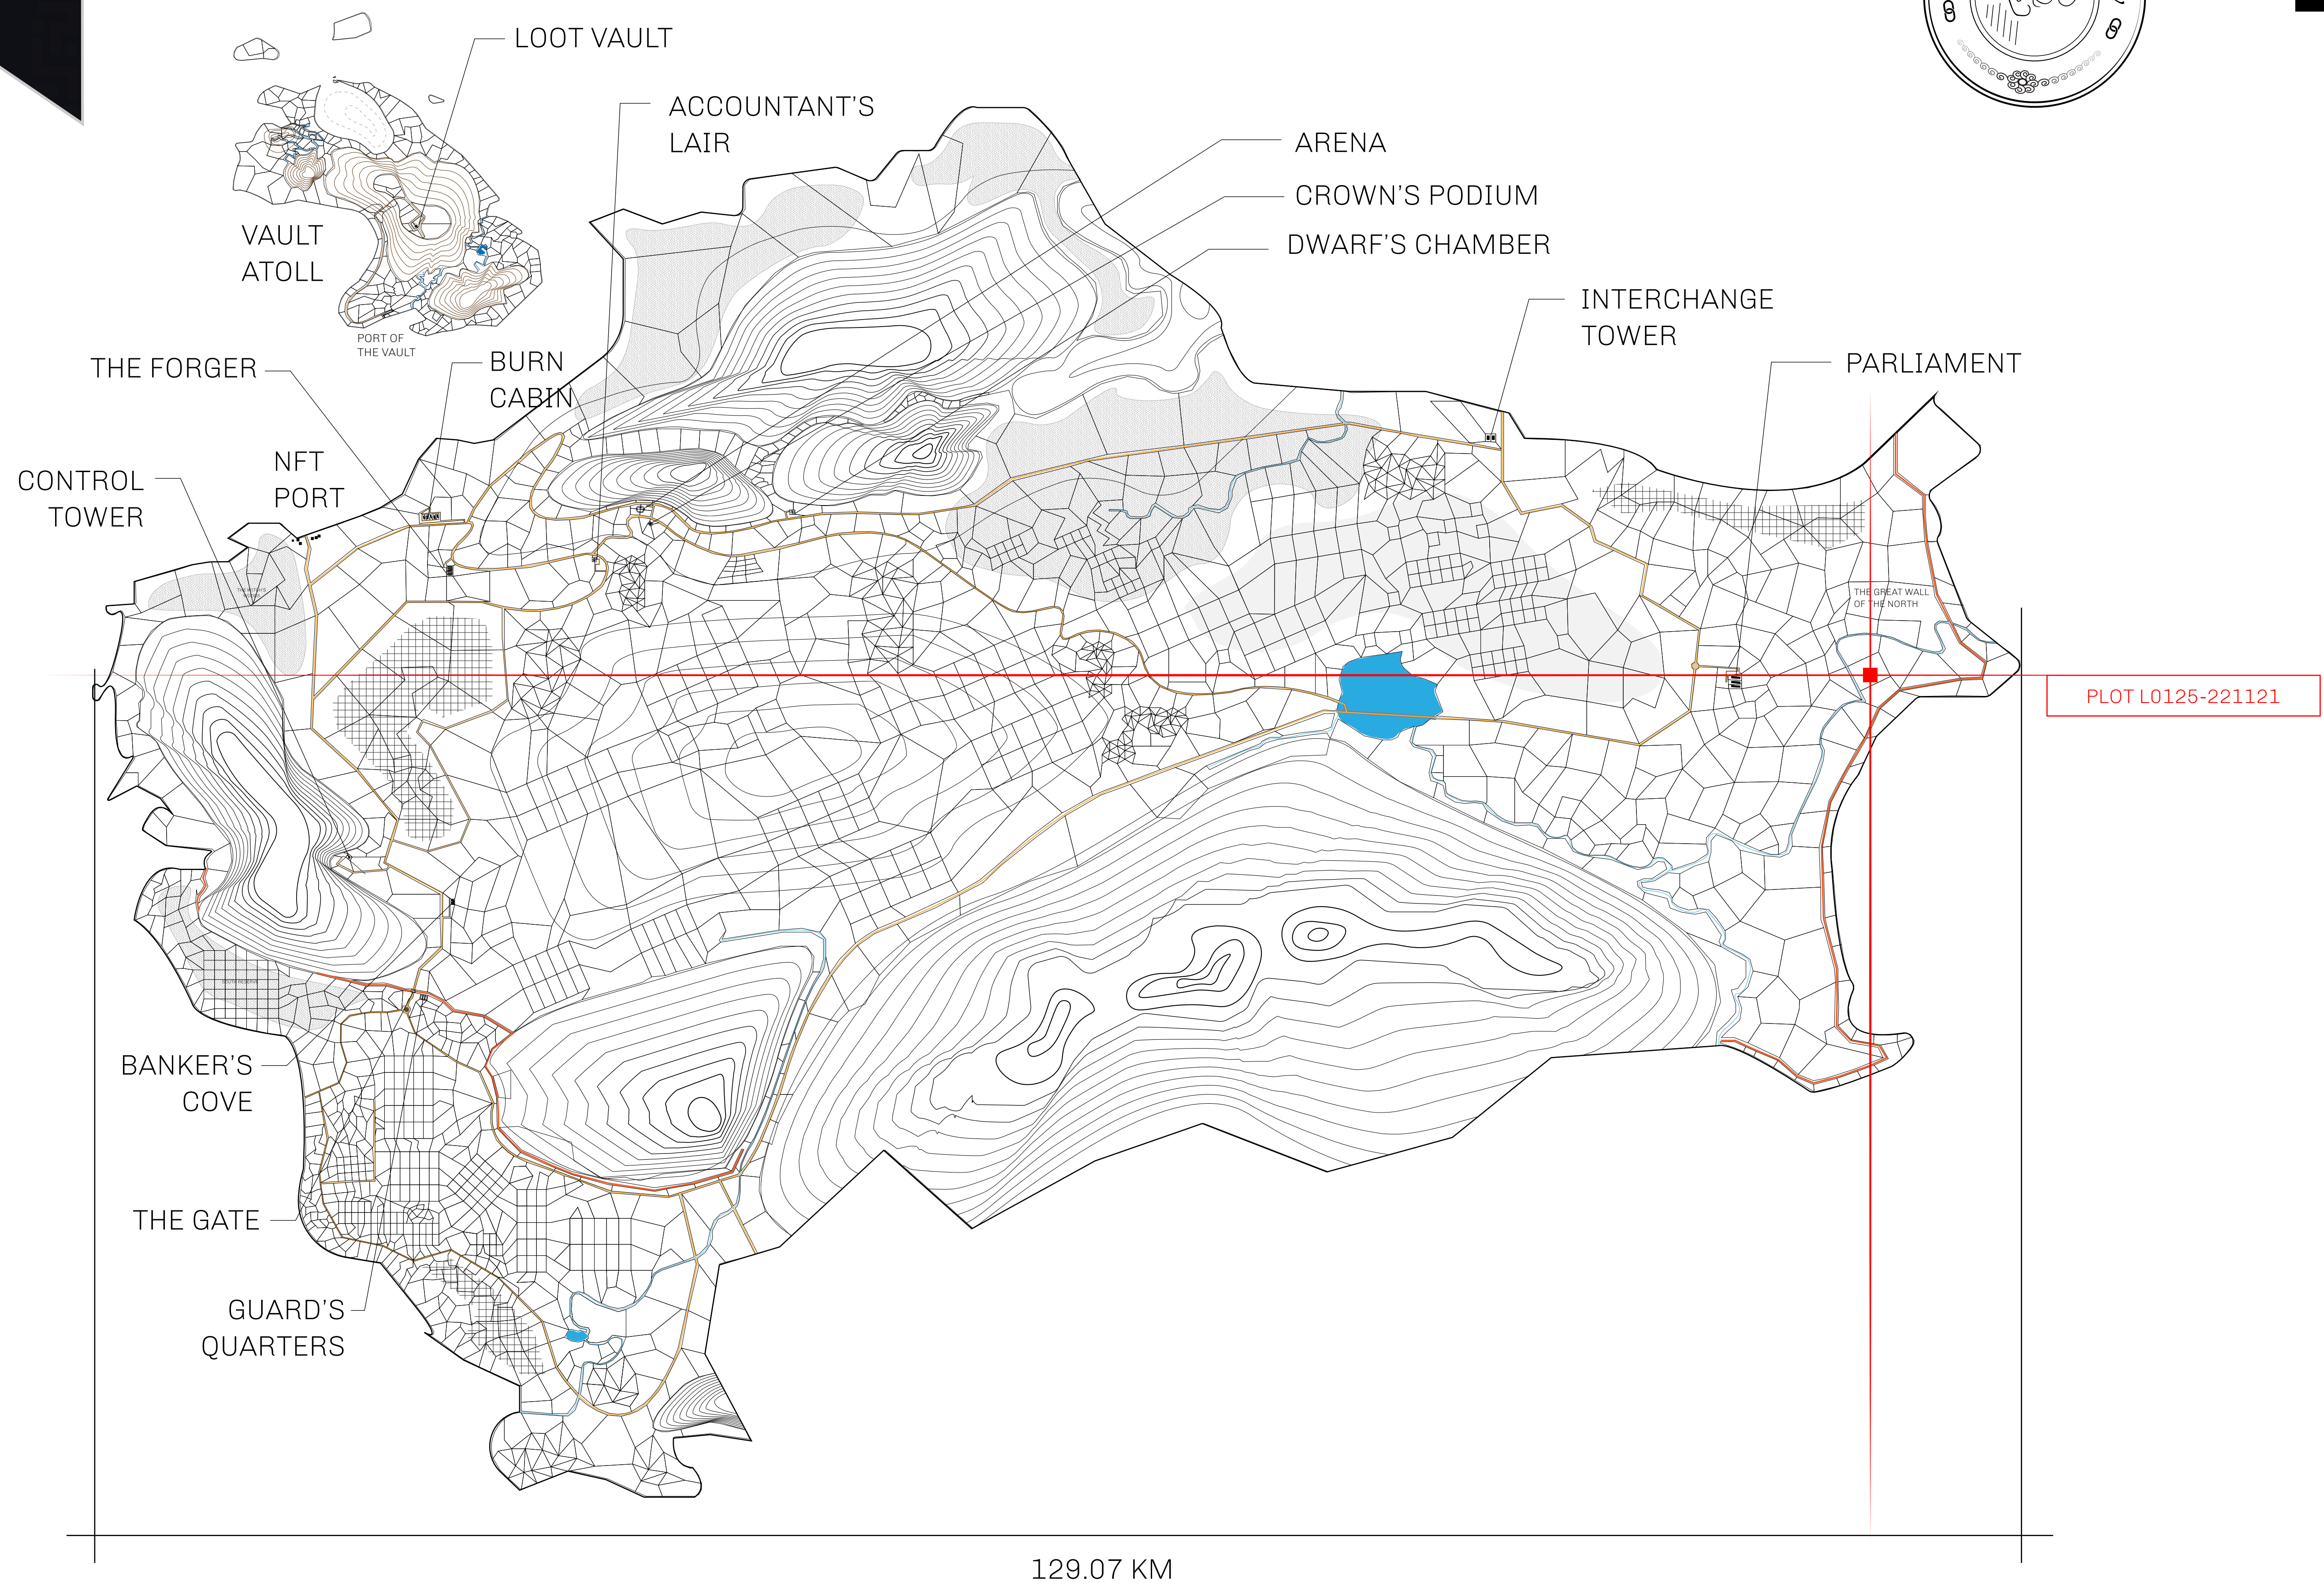 LOOT VAULT
ACCOUNTANT'S
LAIR
ARENA
CROWN'S PODIUM
DWARF'S CHAMBER
VAULT
ATOLL
INTERCHANGE
TOWER
PORT OF
THE VAULT
THE FORGER
BURN
CABIN
PARLIAMENT
NFT
PORT
CONTROL
TOWER
THE GREAT WALL
OF THE NORTH
PLOT L0125-221121
SOUTH RESERVE
BANKER'S
COVE
THE GATE
GUARD'S
QUARTERS
129.07 KM